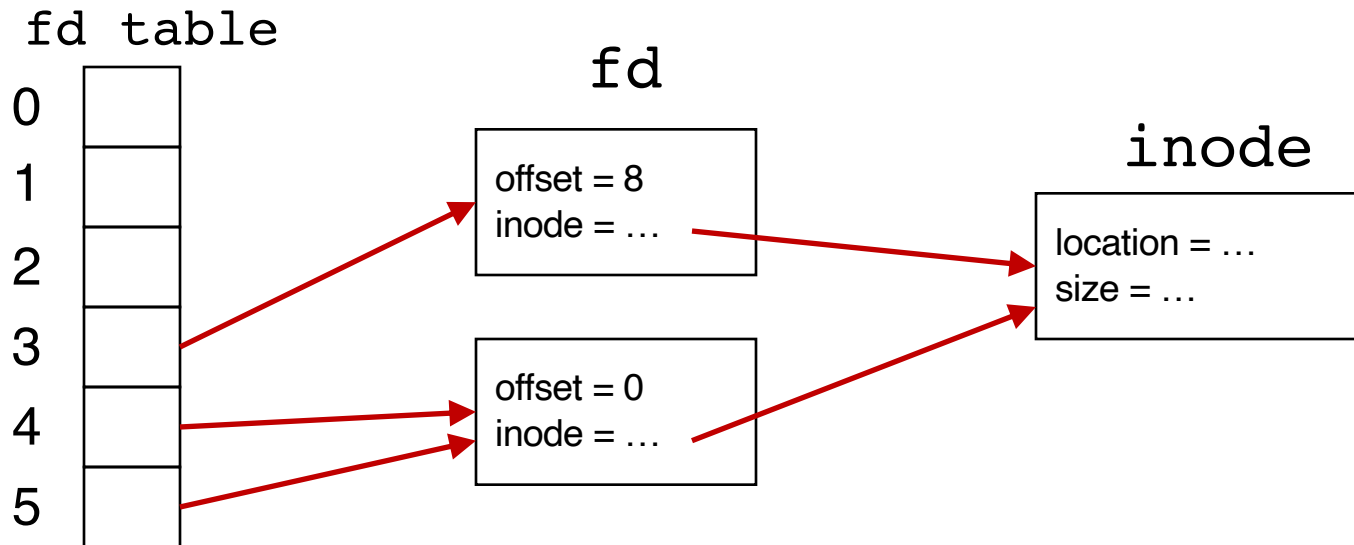 fd table
0
1
2
3
4
5
fd
offset = 8
inode = …
offset = 0
inode = …
inode
location = …
size = …